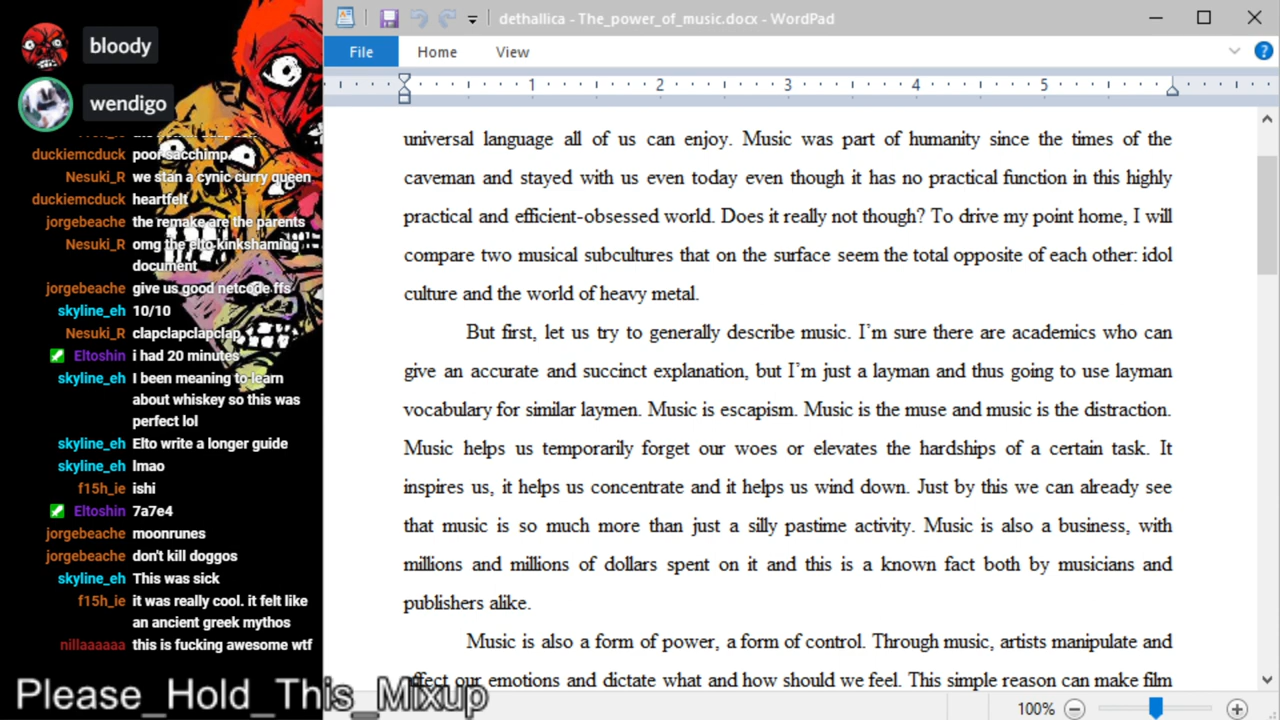 bloody
wendigo
duckiemcduck poor sacchimp.
Nesuki_R we stan a cynic curry queen
duckiemcduck heartfelt
jorgebeache the remake are the parents
Nesuki_R omg the elto kinkshaming
document
jorgebeache give us good netcode ffs
skyline_eh 10/10
Nesuki_R clapclapclapclap
Eltoshin i had 20 minutes
skyline_eh I been meaning to learn
about whiskey so this was
perfect lol
skyline_eh Elto write a longer guide
skyline_eh lmao
f15h_ie ishi
Eltoshin 7a7e4
jorgebeache moonrunes
jorgebeache don't kill doggos
skyline_eh This was sick
f15h_ie it was really cool. it felt like
an ancient greek mythos
nillaaaaaa this is fucking awesome wtf
Please_Hold_This_Mixup
dethallica - The_power_of_music.docx - WordPad
File Home View
1 2 3 4 5
universal language all of us can enjoy. Music was part of humanity since the times of the
caveman and stayed with us even today even though it has no practical function in this highly
practical and efficient-obsessed world. Does it really not though? To drive my point home, I will
compare two musical subcultures that on the surface seem the total opposite of each other: idol
culture and the world of heavy metal.
But first, let us try to generally describe music. I’m sure there are academics who can
give an accurate and succinct explanation, but I’m just a layman and thus going to use layman
vocabulary for similar laymen. Music is escapism. Music is the muse and music is the distraction.
Music helps us temporarily forget our woes or elevates the hardships of a certain task. It
inspires us, it helps us concentrate and it helps us wind down. Just by this we can already see
that music is so much more than just a silly pastime activity. Music is also a business, with
millions and millions of dollars spent on it and this is a known fact both by musicians and
publishers alike.
Music is also a form of power, a form of control. Through music, artists manipulate and
affect our emotions and dictate what and how should we feel. This simple reason can make film
100%